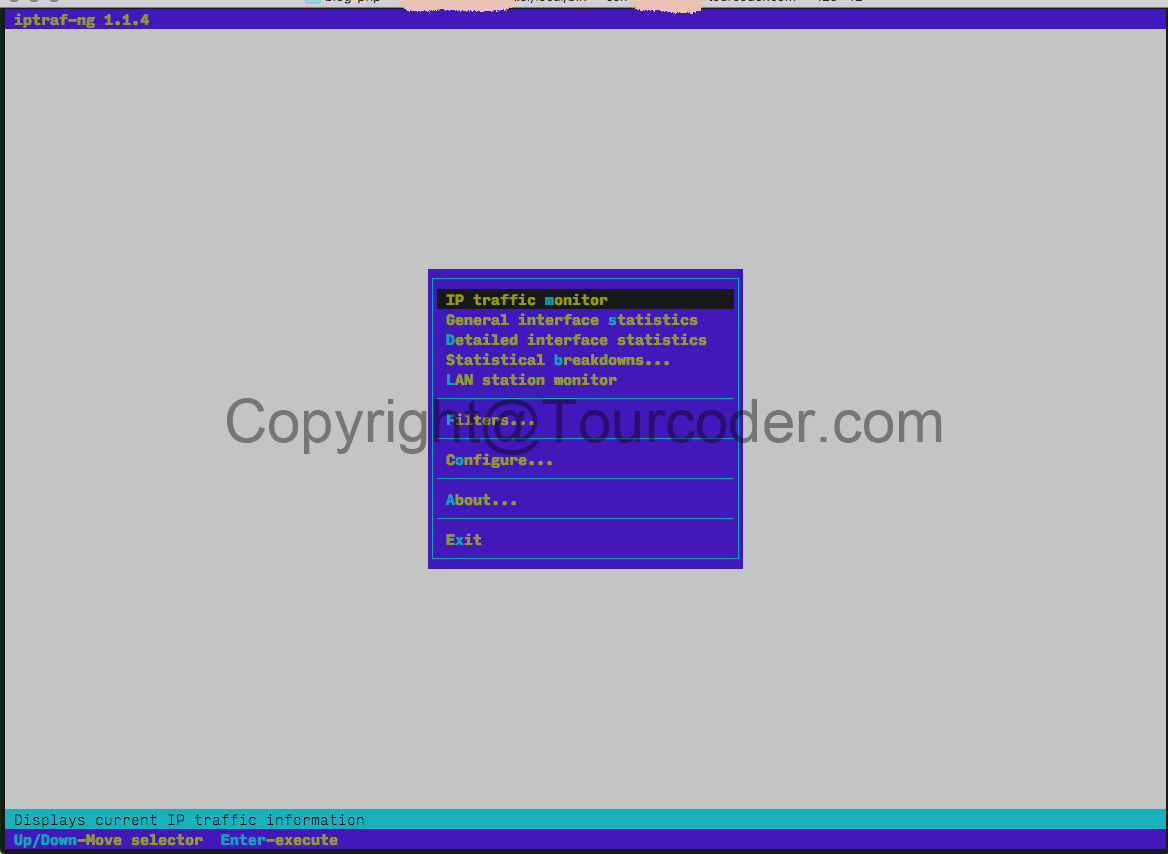 iptraf-ng 1.1.4
IP traffic monitor
General interface statistics
Detailed interface statistics
Statistical breakdowns...
LAN station monitor
Filters...
Copyright@Tourcoder.com
Configure...
About...
Exit
Displays current IP traffic information
Up/Down-Move selector  Enter-execute